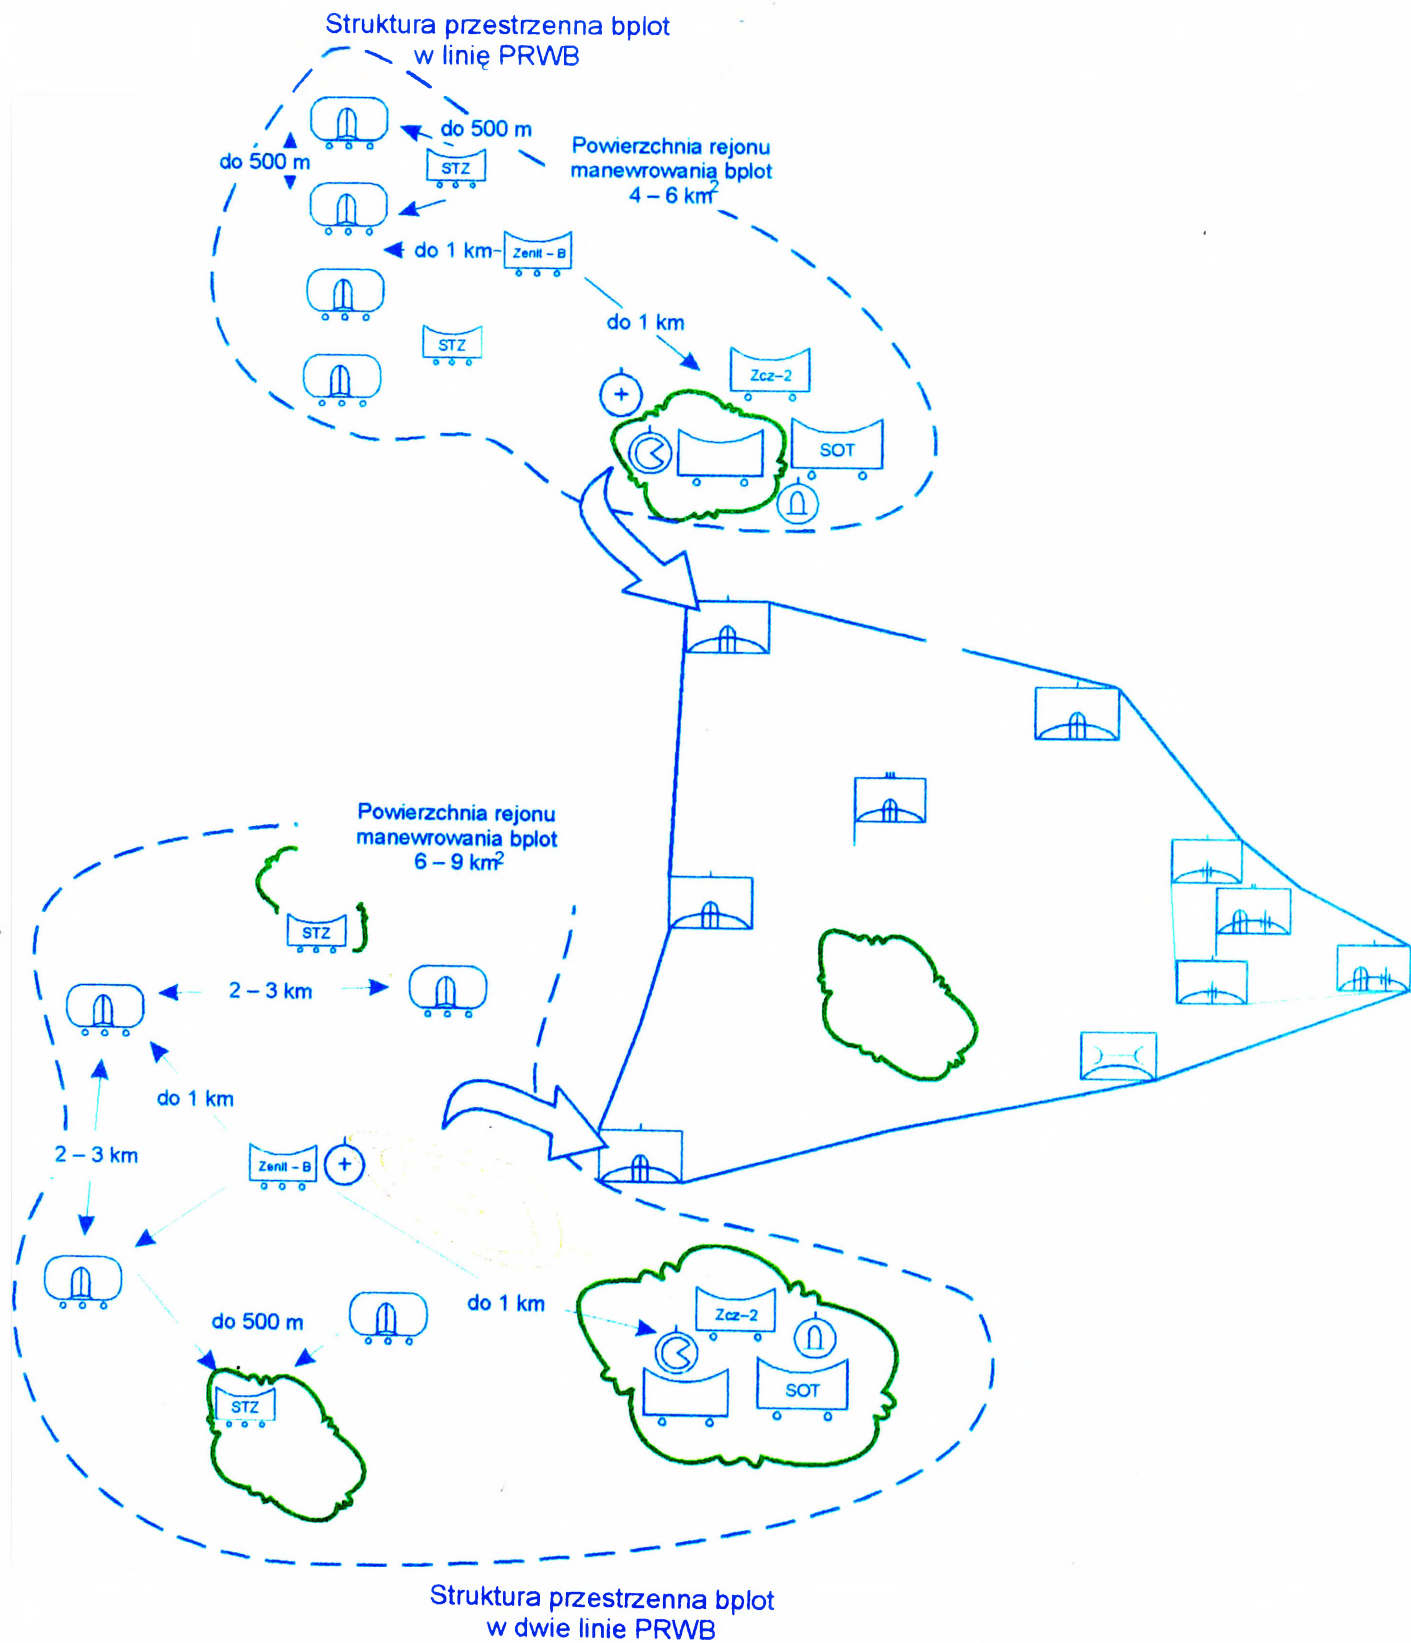 Struktura przestrzenna bplot
w linię PRWB
do 500 m
do 500 m
STZ
Powierzchnia rejonu
manewrowania bplot
4 – 6 km²
do 1 km
Zenit – B
do 1 km
STZ
Zcz–2
+
SOT
Powierzchnia rejonu
manewrowania bplot
6 – 9 km²
STZ
2 – 3 km
do 1 km
2 – 3 km
Zenit – B
+
do 1 km
do 500 m
Zcz–2
SOT
STZ
Struktura przestrzenna bplot
w dwie linie PRWB